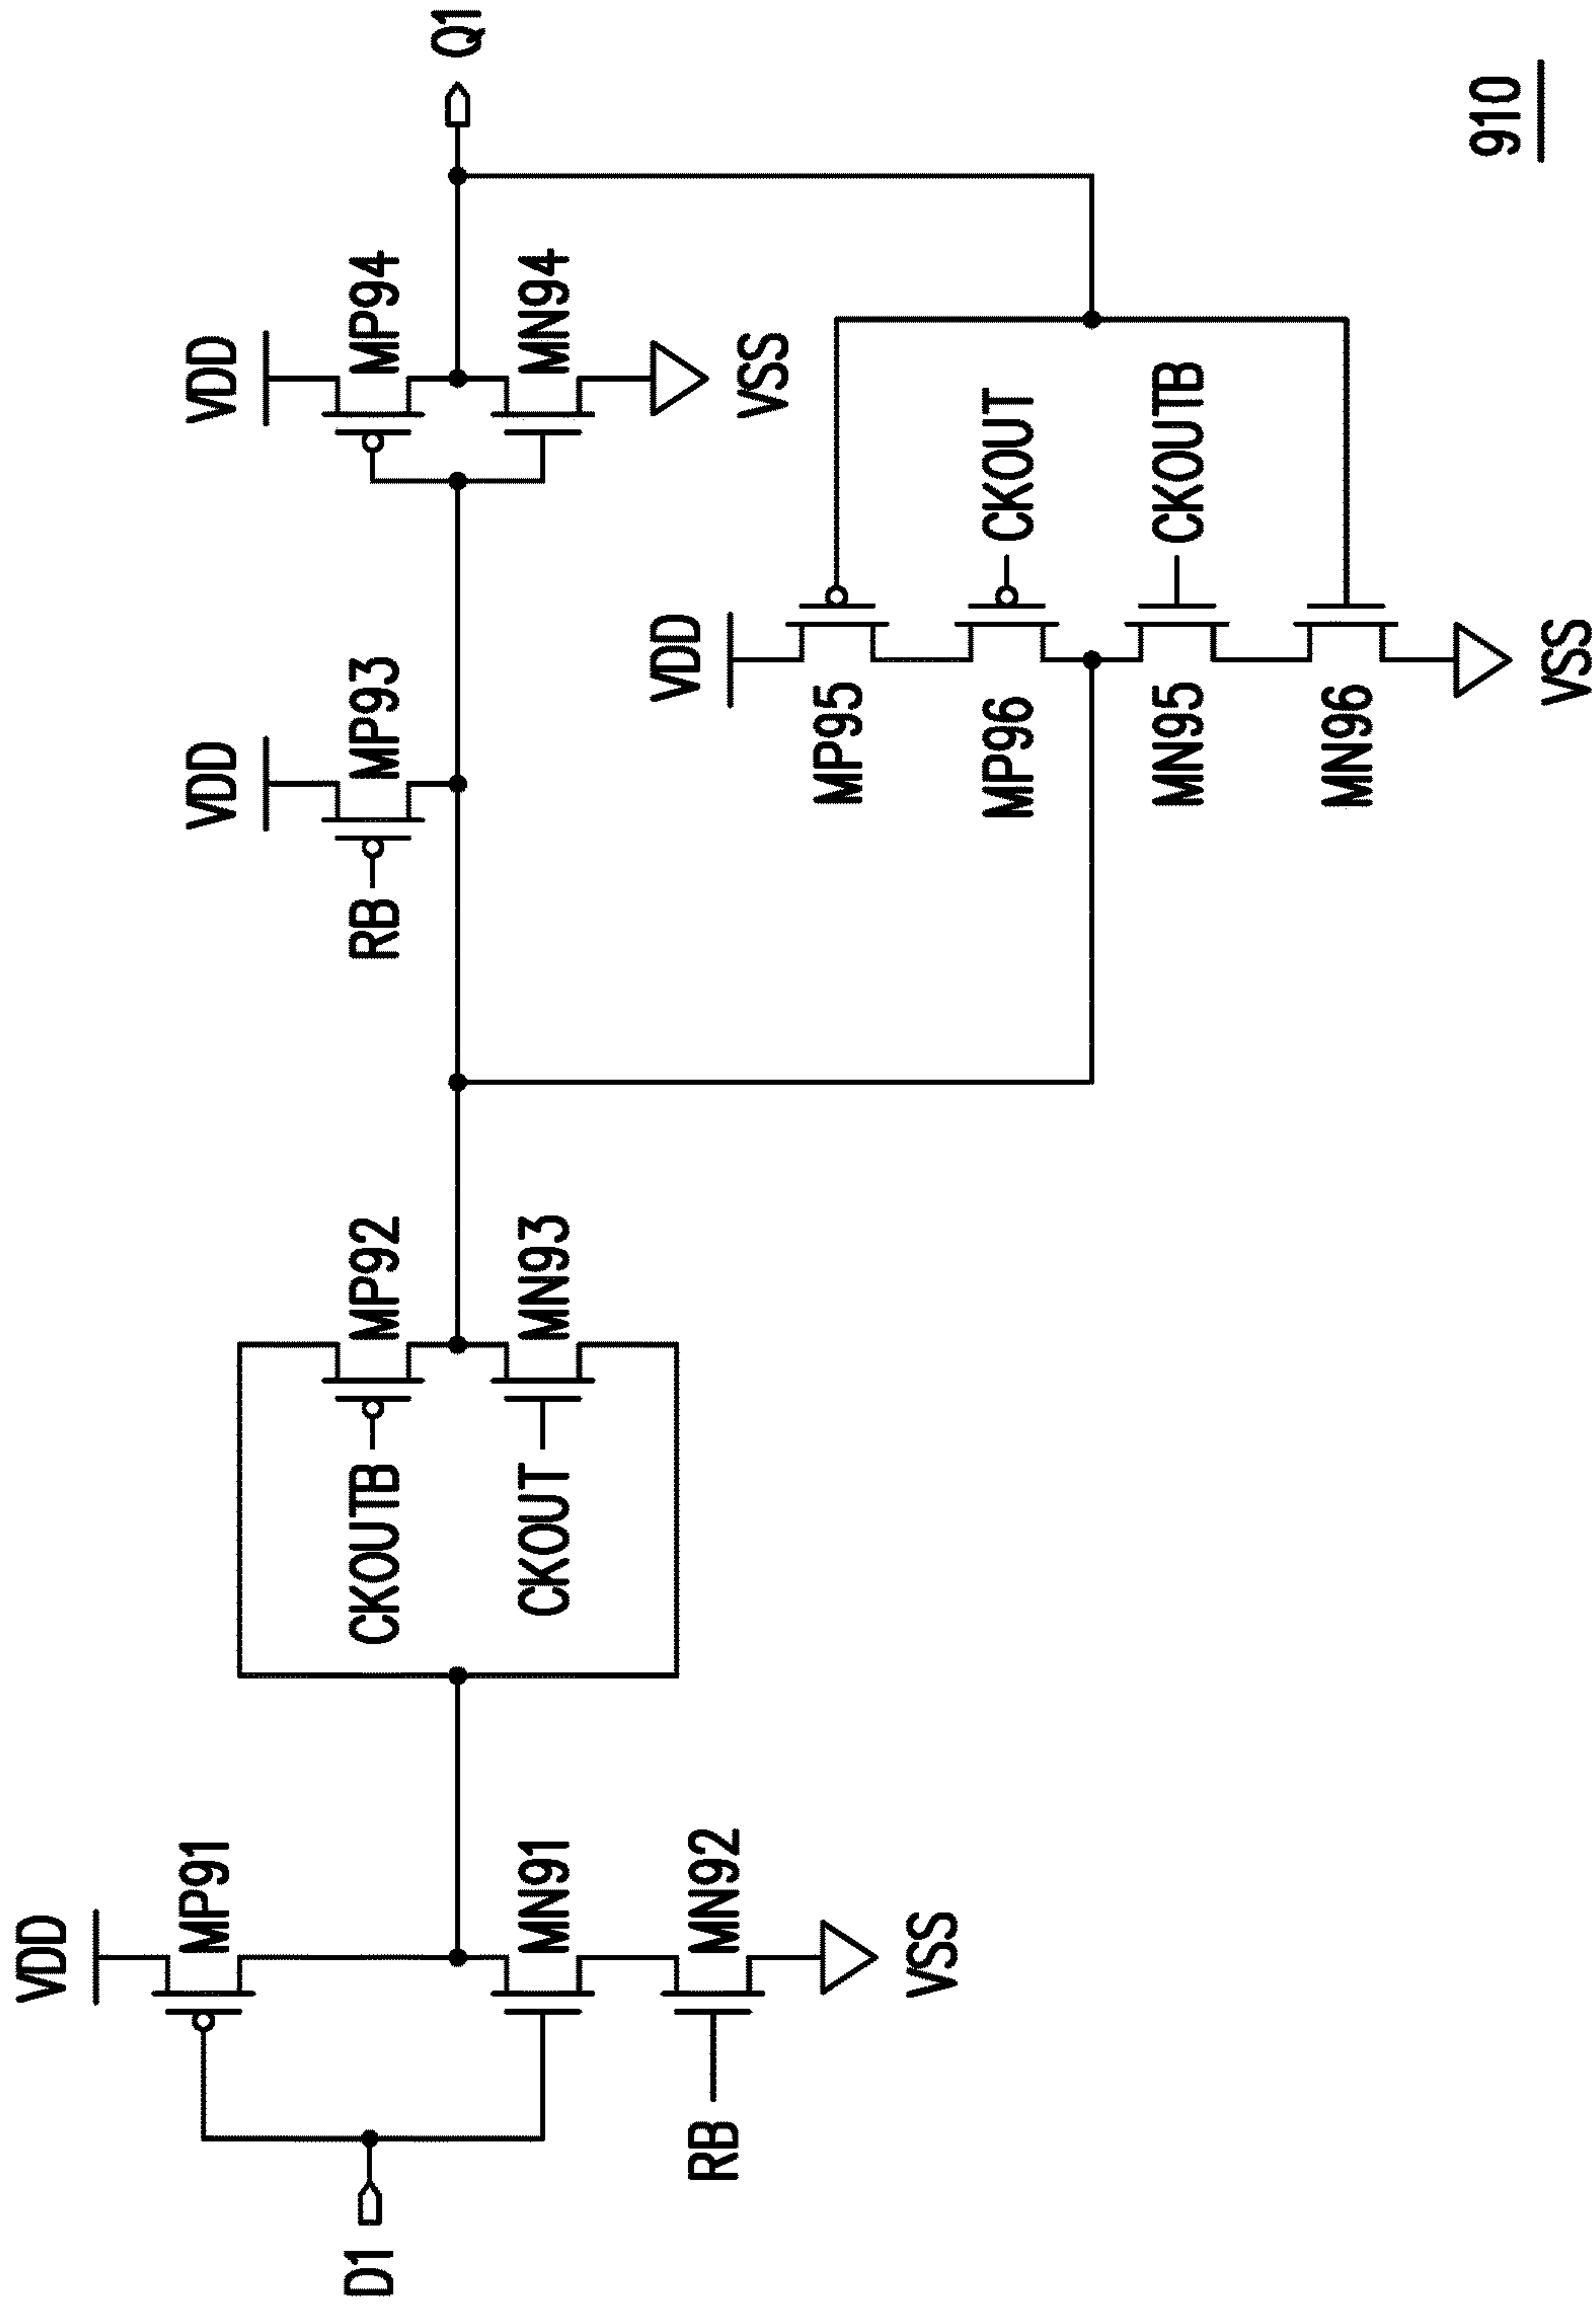 VDD
MP91
D1
MN91
RB
MN92
VSS
CKOUTB
MP92
CKOUT
MN93
VDD
RB
MP93
VDD
MP94
MN94
VSS
Q1
VDD
MP95
MP96
CKOUT
MN95
CKOUTB
MN96
VSS
910